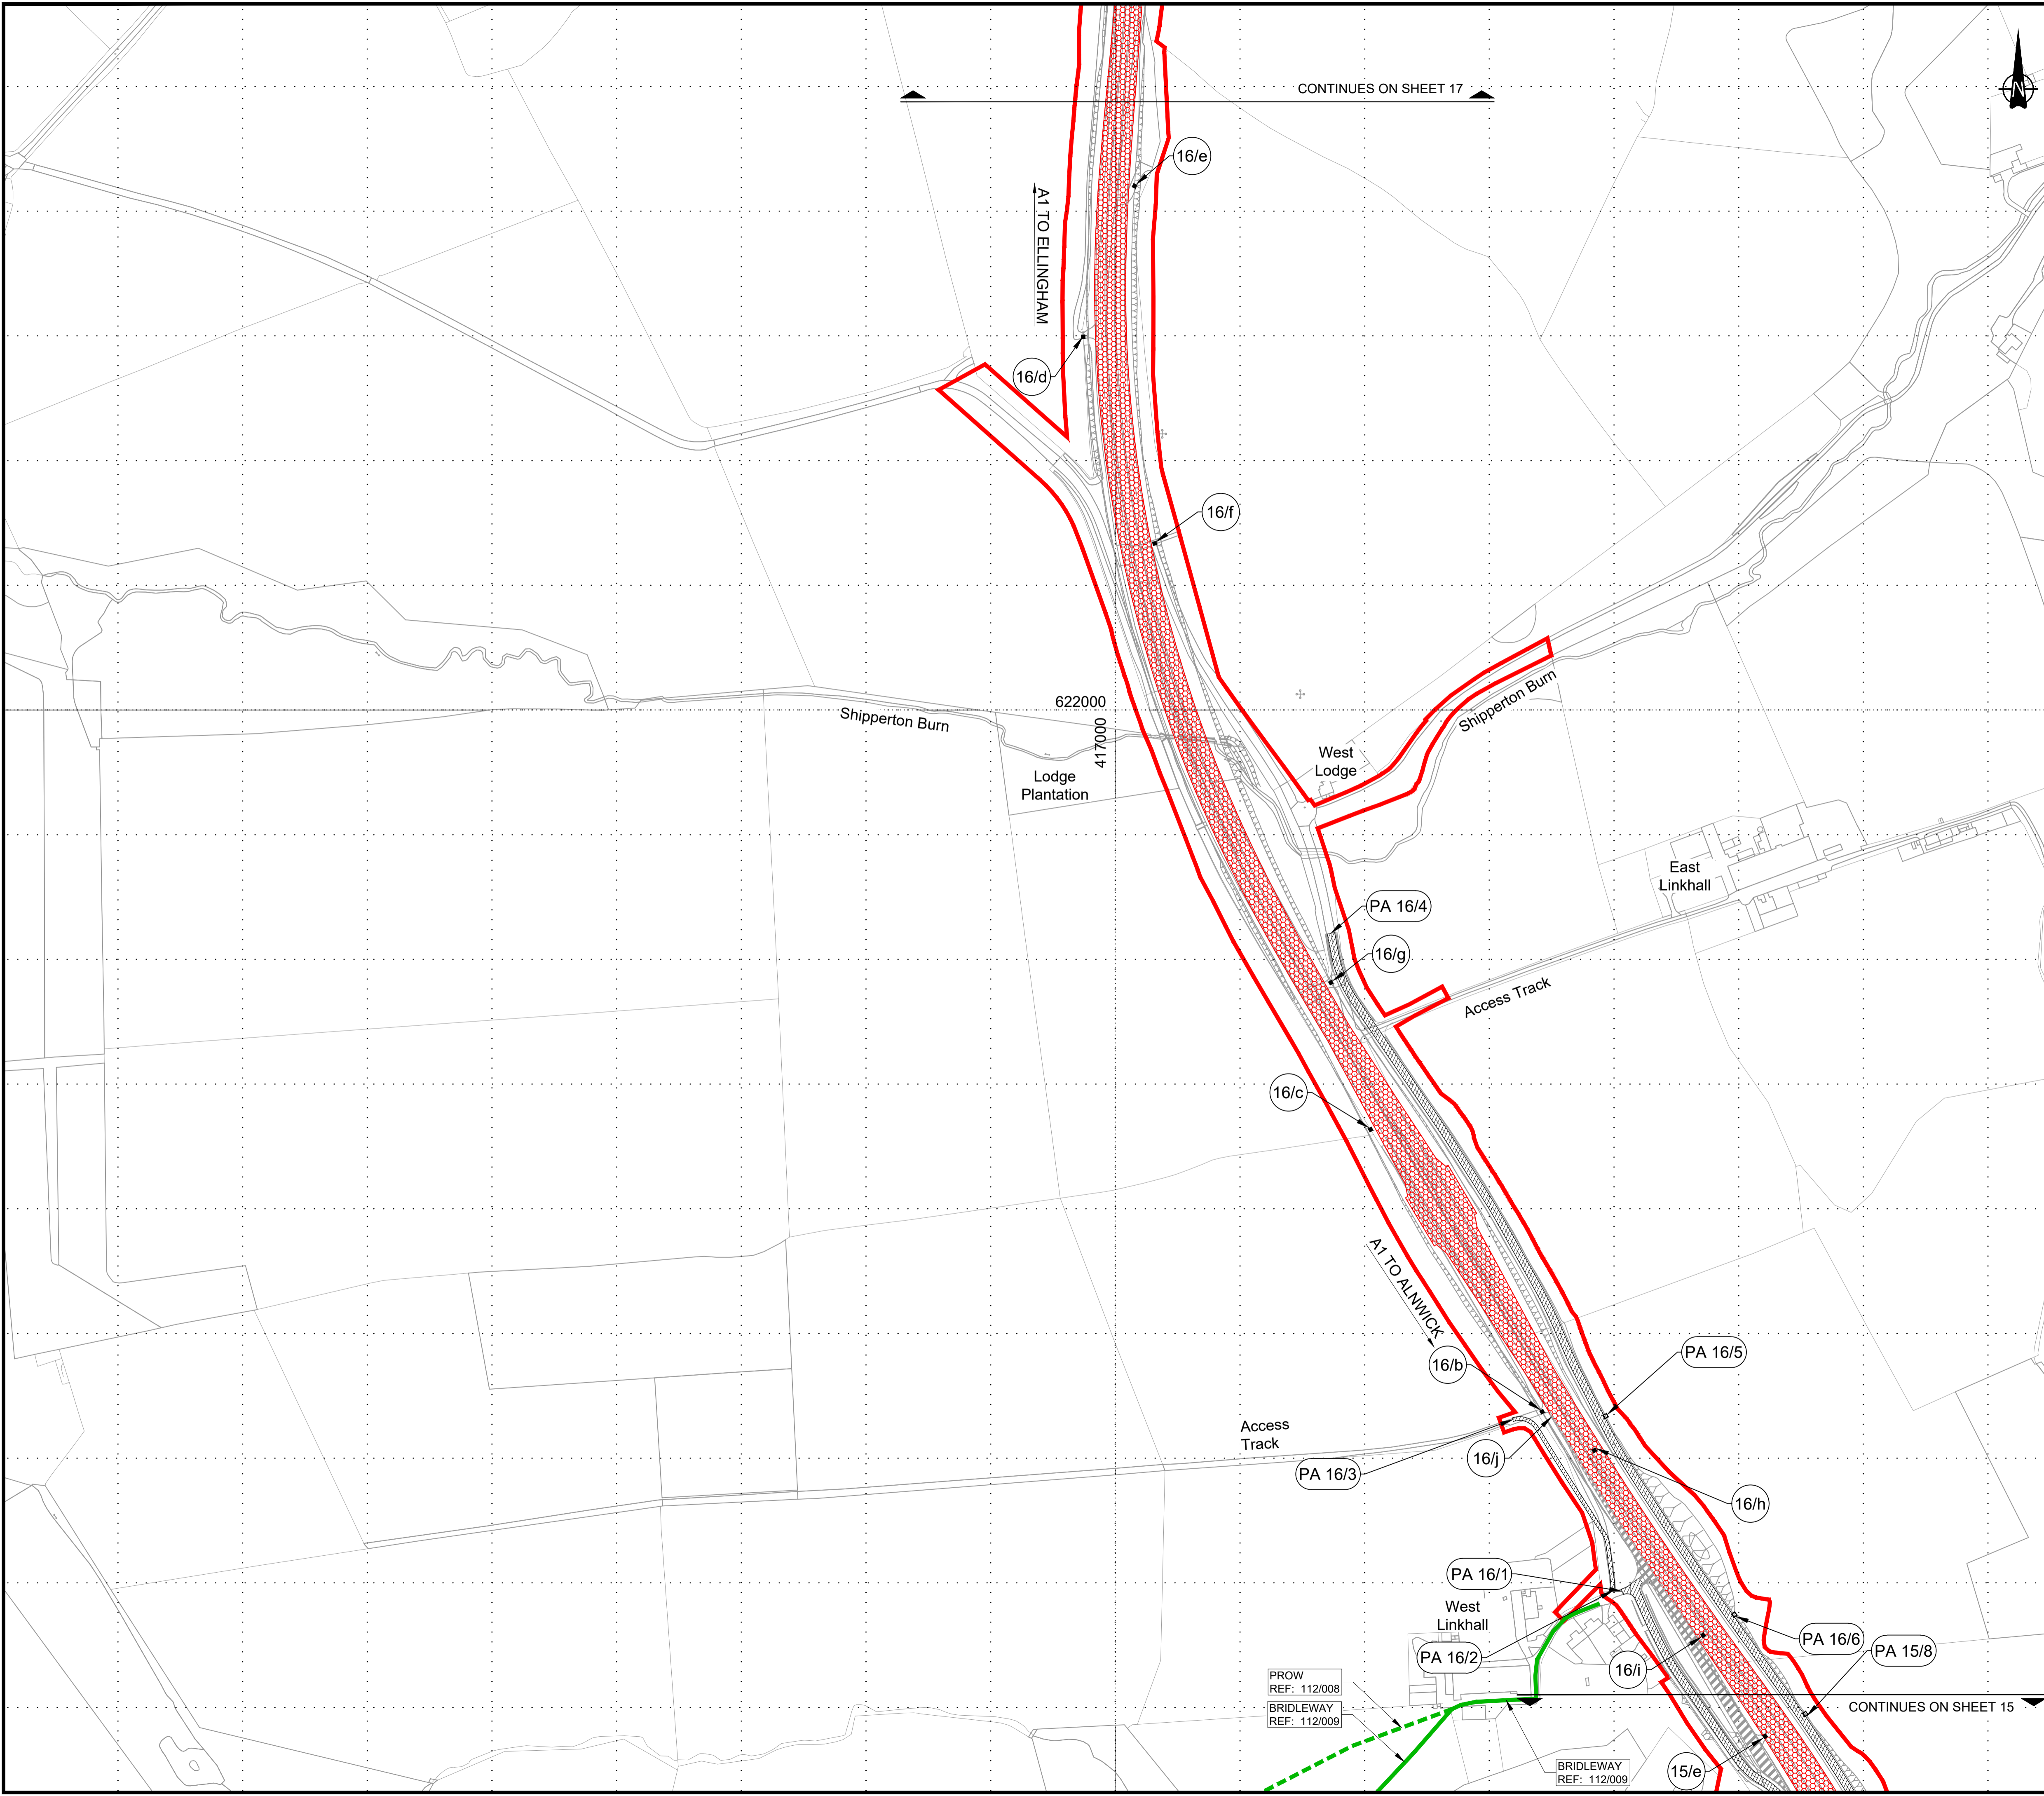 CONTINUES ON SHEET 17
N
16/e
A1 TO ELLINGHAM
16/d
16/f
622000
417000
Shipperton Burn
Shipperton Burn
West
Lodge
Lodge
Plantation
East
Linkhall
PA 16/4
16/g
Access Track
16/c
A1 TO ALNWICK
16/b
PA 16/5
Access
Track
16/j
PA 16/3
16/h
PA 16/1
West
Linkhall
PA 16/2
PA 16/6
PA 15/8
16/i
PROW
REF: 112/008
BRIDLEWAY
REF: 112/009
CONTINUES ON SHEET 15
BRIDLEWAY
REF: 112/009
15/e